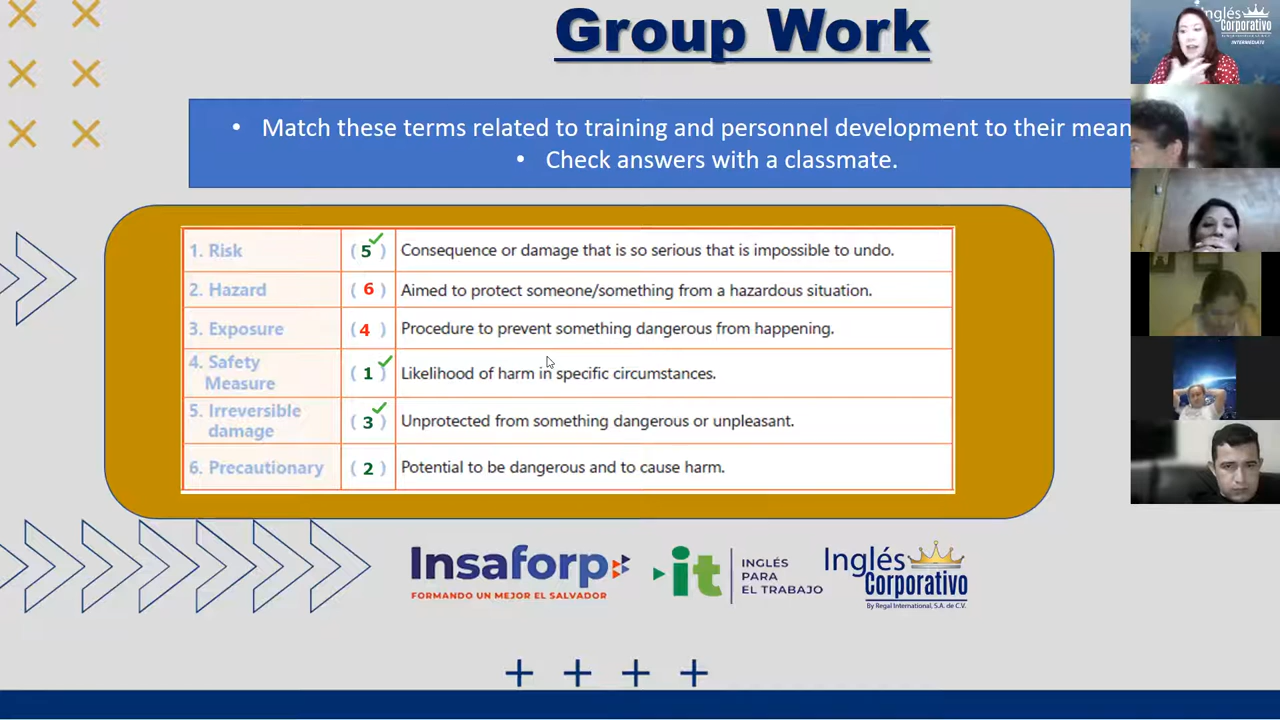 Group Work
• Match these terms related to training and personnel development to their mean
• Check answers with a classmate.
1. Risk ( 5 ) Consequence or damage that is so serious that is impossible to undo.
2. Hazard ( 6 ) Aimed to protect someone/something from a hazardous situation.
3. Exposure ( 4 ) Procedure to prevent something dangerous from happening.
4. Safety
Measure ( 1 ) Likelihood of harm in specific circumstances.
5. Irreversible
damage ( 3 ) Unprotected from something dangerous or unpleasant.
6. Precautionary ( 2 ) Potential to be dangerous and to cause harm.
Insaforp
FORMANDO UN MEJOR EL SALVADOR
it
INGLÉS
PARA
EL TRABAJO
Inglés
Corporativo
By Regal International, S.A. de C.V.
Inglés
Corporativo
INTERMEDIATE